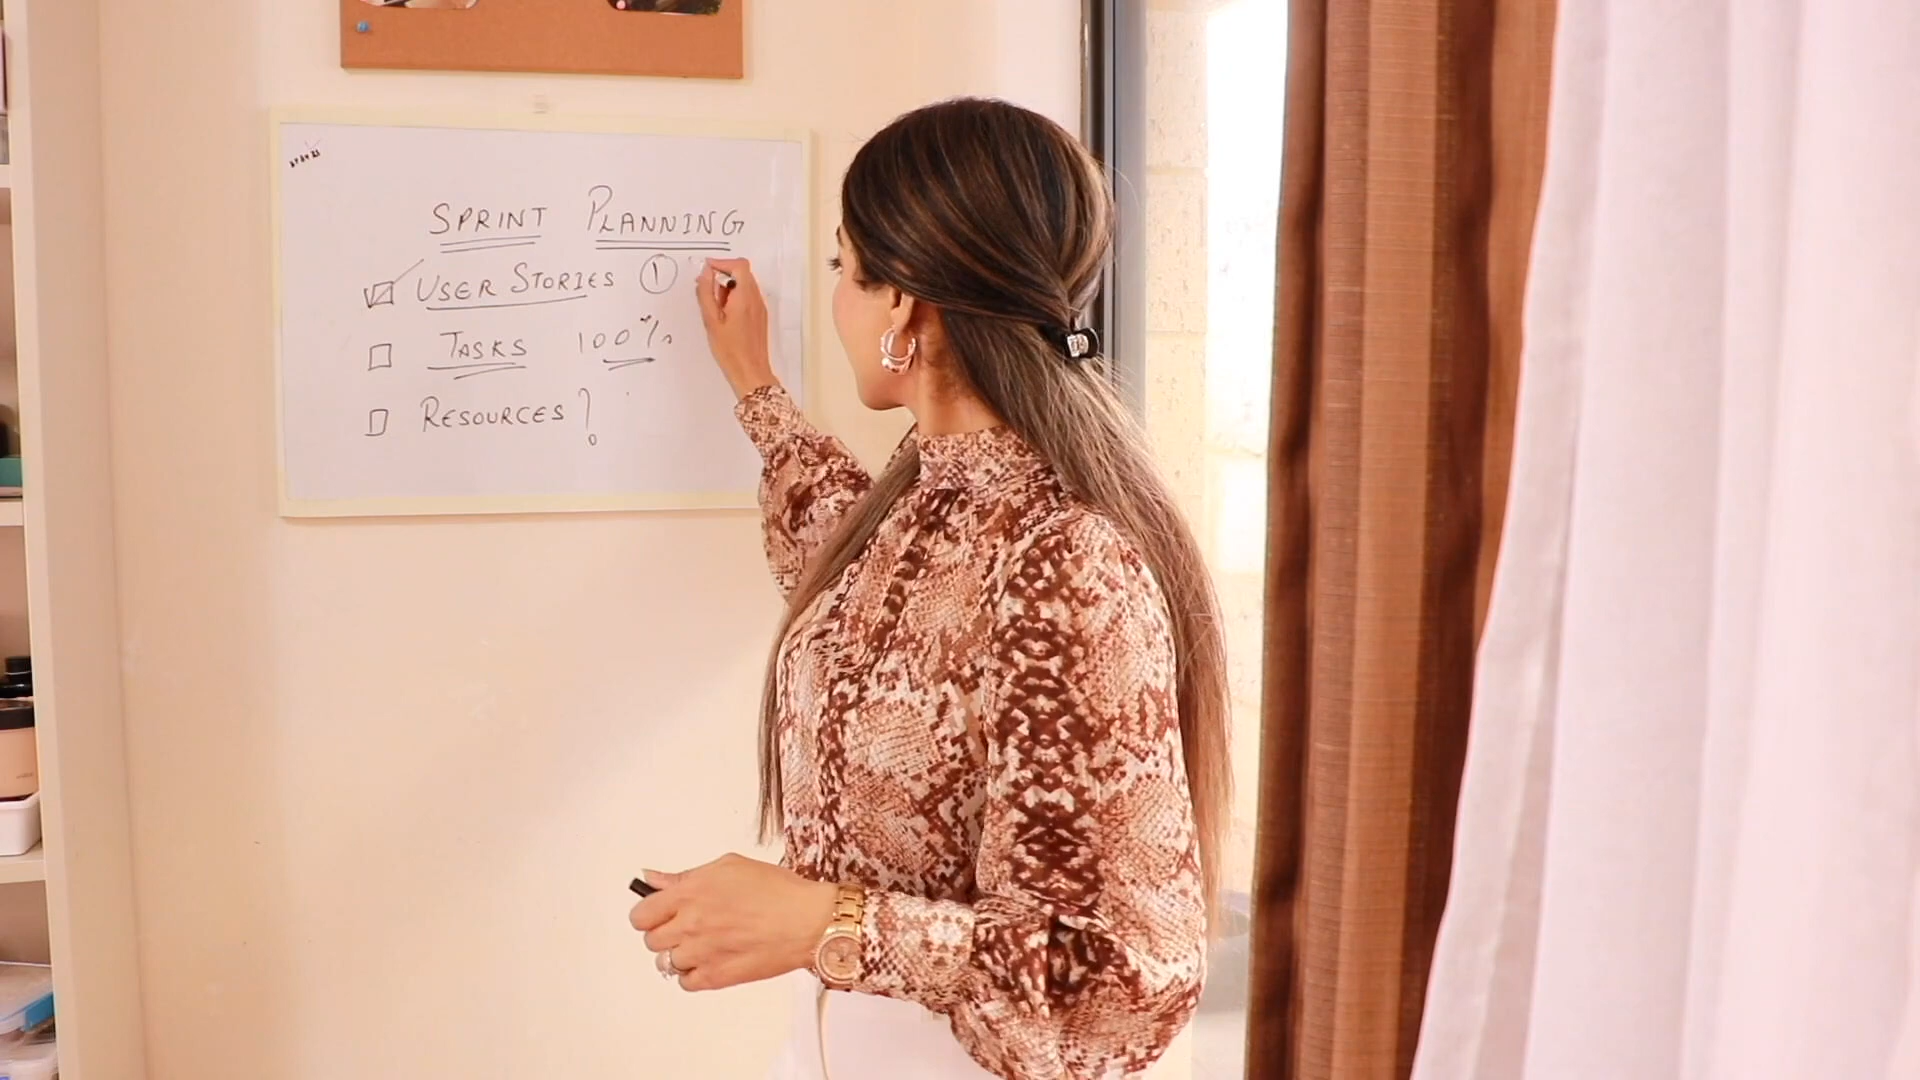 SPRINT PLANNING
USER STORIES 1
TASKS 100%
RESOURCES?